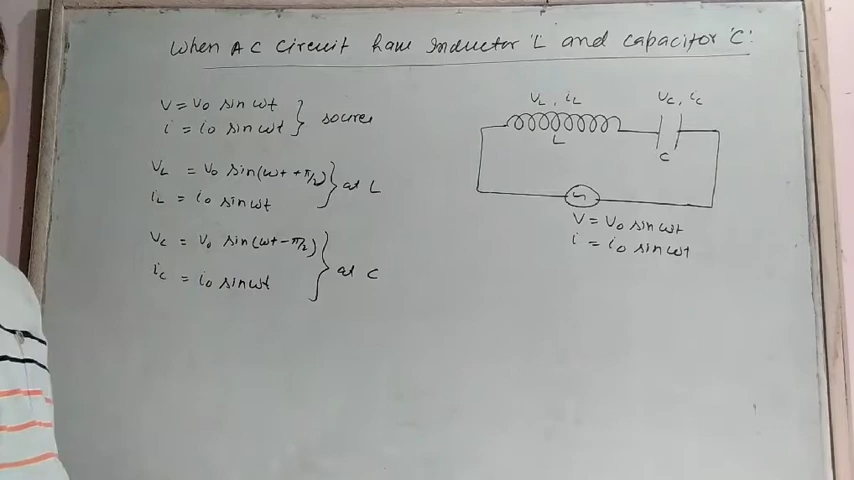 When AC circuit have inductor 'L' and capacitor 'C':
V = V₀ sin ωt
i = i₀ sin ωt } source
V_L = V₀ sin(ωt + π/2)
i_L = i₀ sin ωt } at L
V_C = V₀ sin(ωt - π/2)
i_C = i₀ sin ωt } at C
V_L , i_L
V_C , i_C
L
C
V = V₀ sin ωt
i = i₀ sin ωt